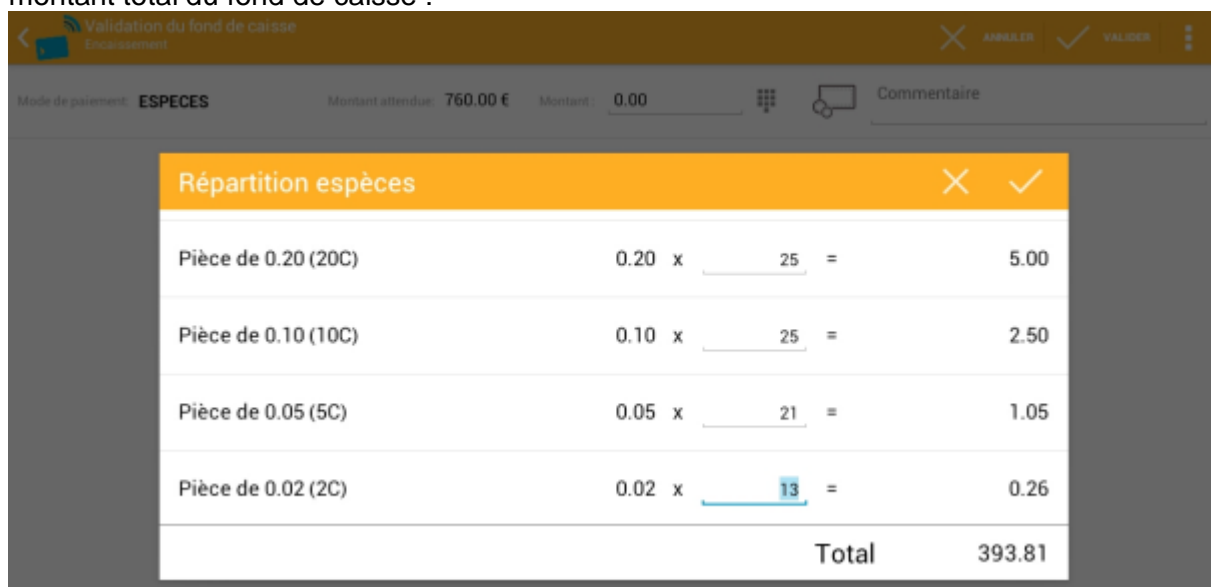 montant total du fond de caisse :
Validation du fond de caisse
Encaissement
ANNULER VALIDER
Mode de paiement: ESPECES Montant attendue: 760.00 € Montant: 0.00 Commentaire
Répartition espèces
Pièce de 0.20 (20C) 0.20 x 25 = 5.00
Pièce de 0.10 (10C) 0.10 x 25 = 2.50
Pièce de 0.05 (5C) 0.05 x 21 = 1.05
Pièce de 0.02 (2C) 0.02 x 13 = 0.26
Total 393.81